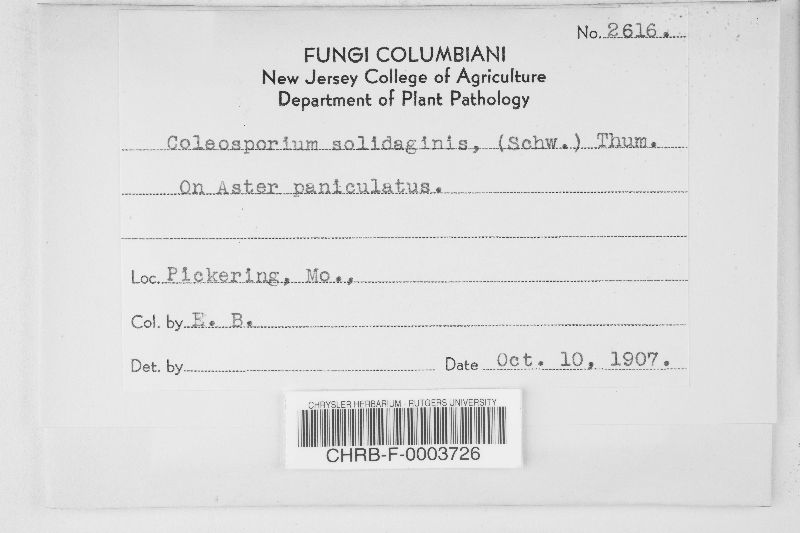 No. 2616.
FUNGI COLUMBIANI
New Jersey College of Agriculture
Department of Plant Pathology
Coleosporium solidaginis, (Schw.) Thum.
On Aster paniculatus.
Loc. Pickering, Mo.,
Col. by E. B.
Det. by Date Oct. 10, 1907.
CHRYSLER HERBARIUM - RUTGERS UNIVERSITY
CHRB-F-0003726